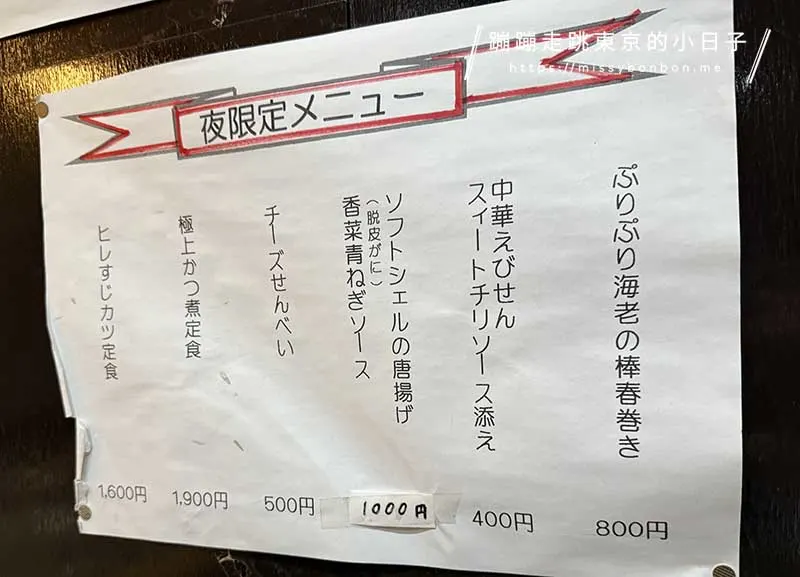 蹦蹦走跳東京的小日子
https://missybonbon.me
夜限定メニュー
ぷりぷり海老の棒春巻き
800円
中華えびせん
スィートチリソース添え
400円
ソフトシェルの唐揚げ
(脱皮がに)
香菜青ねぎソース
1000円
チーズせんべい
500円
極上かつ煮定食
1,900円
ヒレすじカツ定食
1,600円